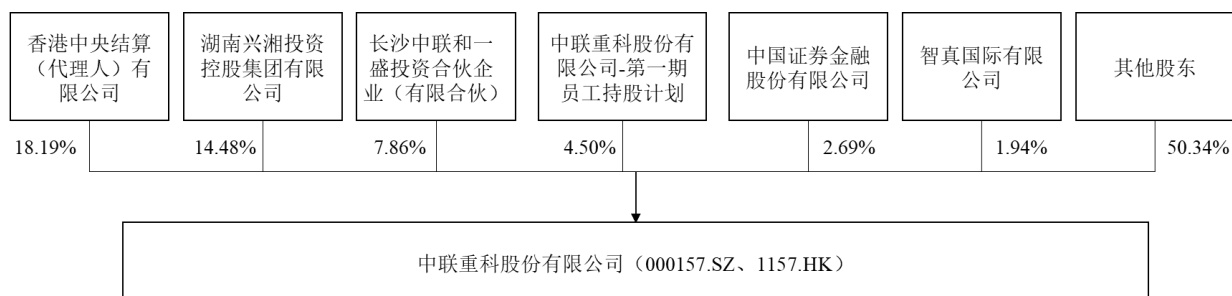 香港中央结算
（代理人）有
限公司
湖南兴湘投资
控股集团有限
公司
长沙中联和一
盛投资合伙企
业（有限合伙）
中联重科股份有
限公司-第一期
员工持股计划
中国证券金融
股份有限公司
智真国际有限
公司
其他股东
18.19%
14.48%
7.86%
4.50%
2.69%
1.94%
50.34%
中联重科股份有限公司（000157.SZ、1157.HK）